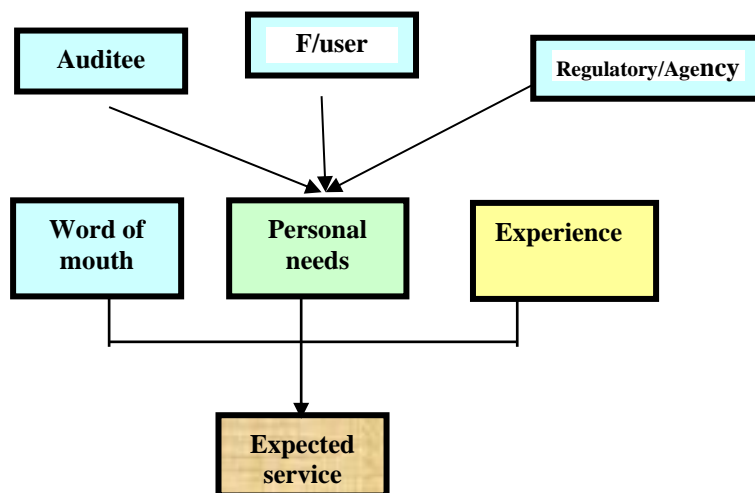 Auditee
F/user
Regulatory/Agency
Word of
mouth
Personal
needs
Experience
Expected
service